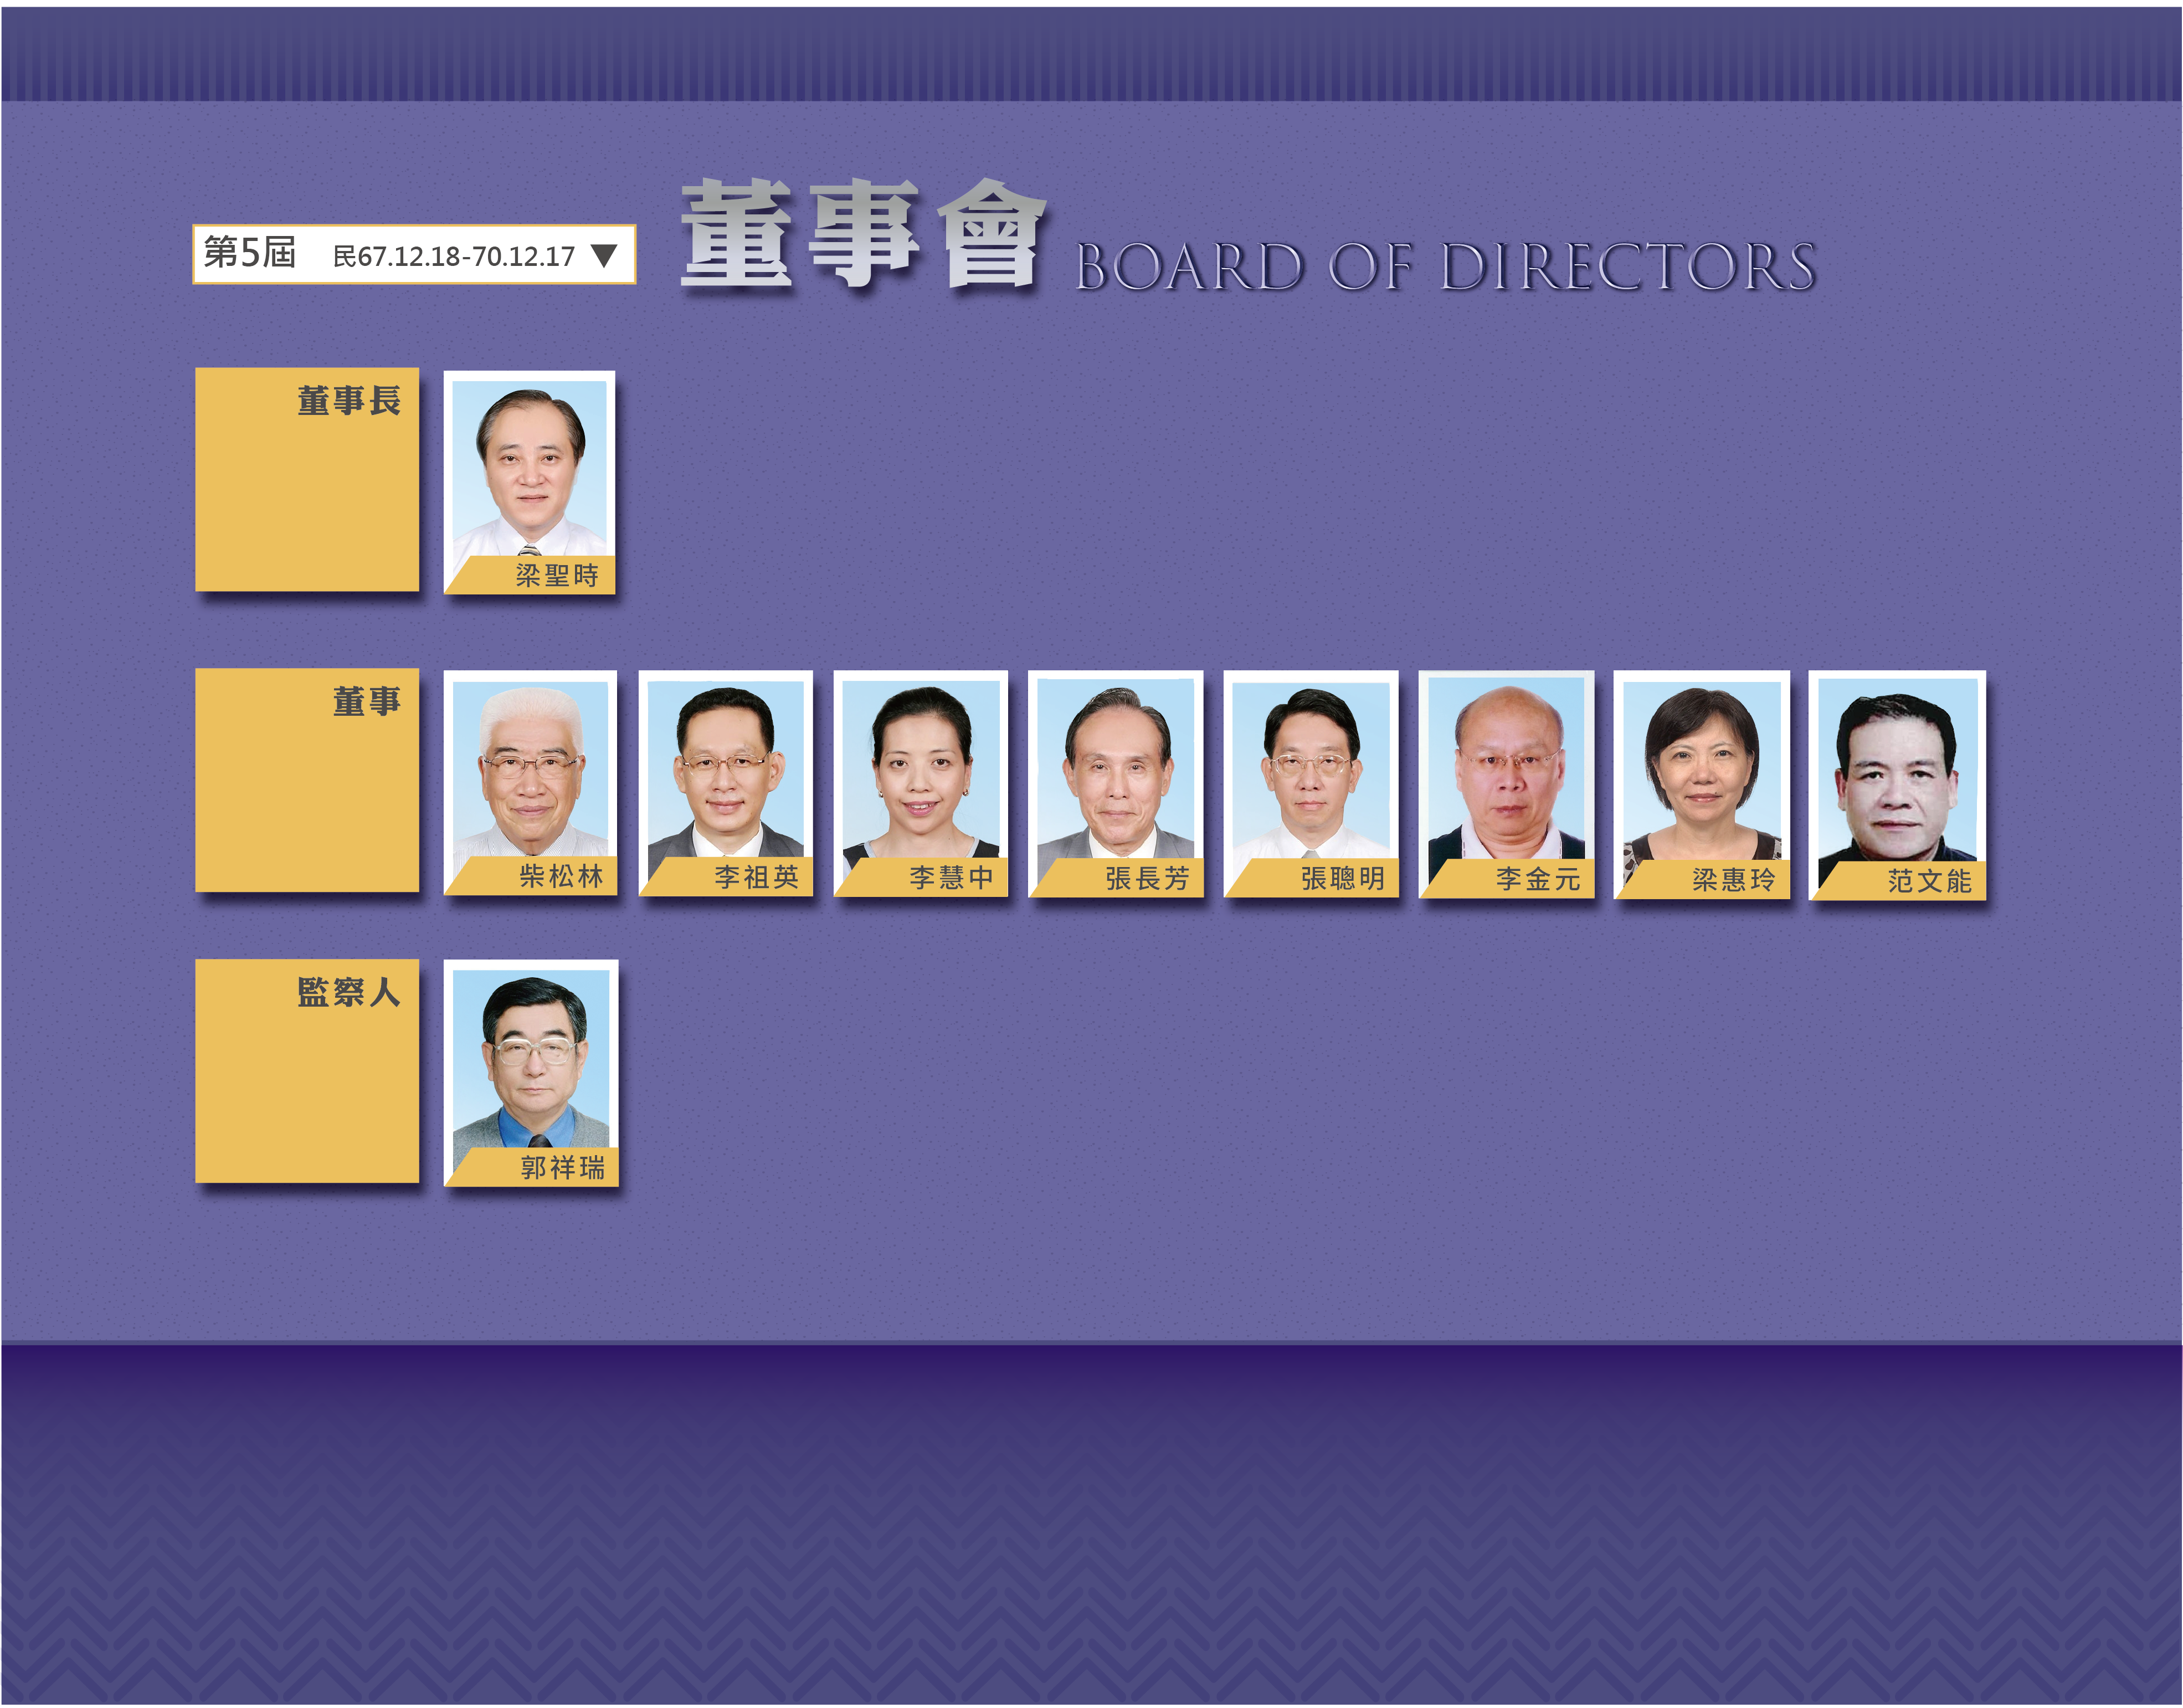 第5屆 民67.12.18-70.12.17 ▼
董事會 BOARD OF DIRECTORS
董事長
梁聖時
董事
柴松林
李祖英
李慧中
張長芳
張聰明
李金元
梁惠玲
范文能
監察人
郭祥瑞